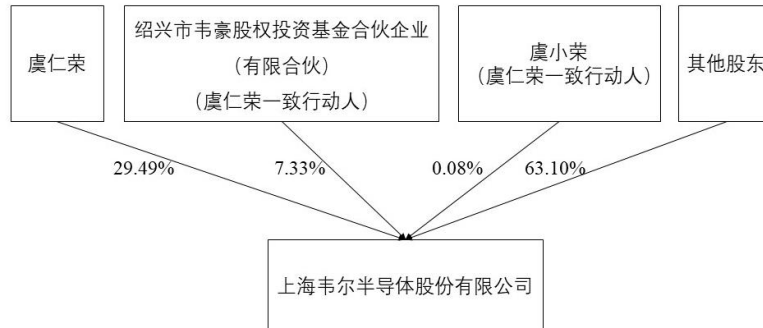 虞仁荣
绍兴市韦豪股权投资基金合伙企业
（有限合伙）
（虞仁荣一致行动人）
虞小荣
（虞仁荣一致行动人）
其他股东
29.49%
7.33%
0.08%
63.10%
上海韦尔半导体股份有限公司